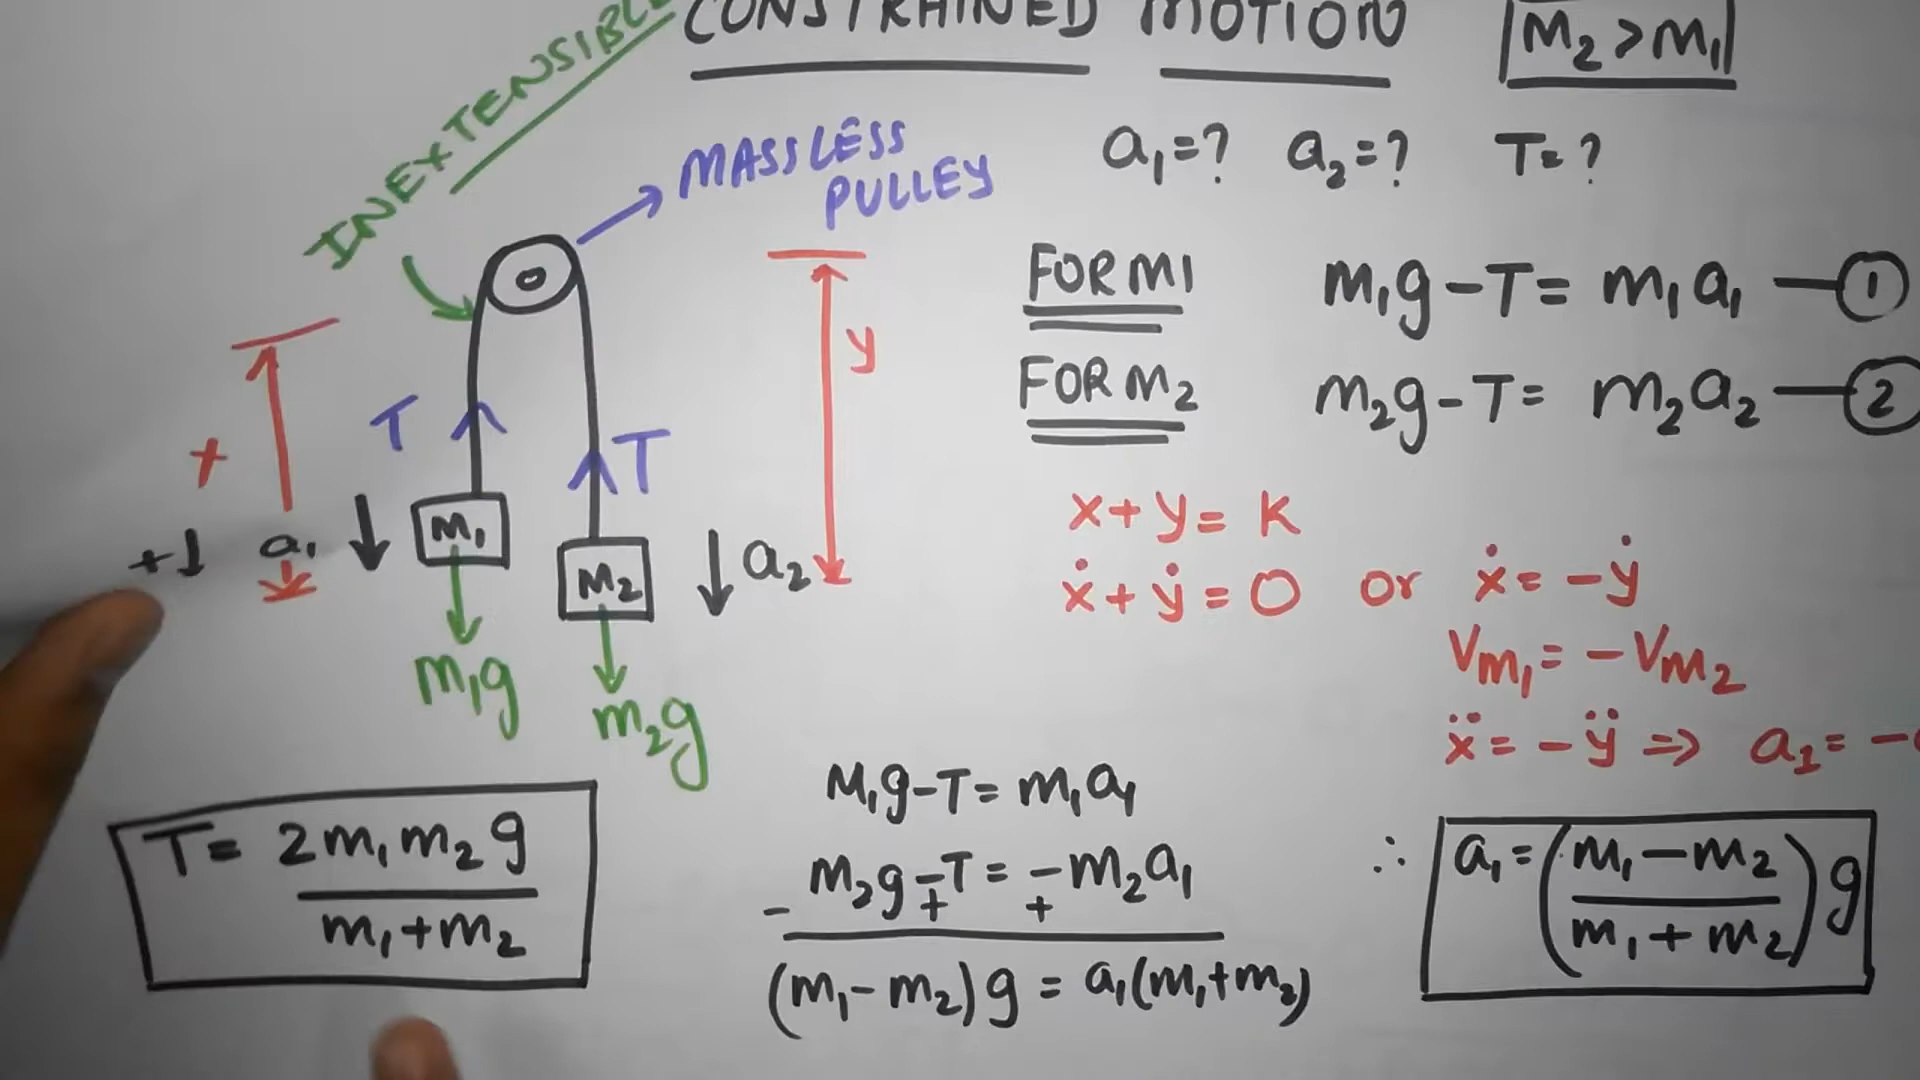 CONSTRAINED MOTION
M₂>M₁
INEXTENSIBLE
MASSLESS
PULLEY
a₁=? a₂=? T=?
FOR M1 m₁g-T= m₁a₁ —①
FOR M₂ m₂g-T= m₂a₂ —②
x
y
T
T
+↓ a₁
M₁
M₂
a₂
m₁g
m₂g
x+y= K
ẋ+ẏ=0 or ẋ= -ẏ
Vm₁= -Vm₂
ẍ= -ÿ ⇒ a₁= -
M₁g-T= m₁a₁
- m₂g-T= -m₂a₁
+ +
(m₁-m₂)g = a₁(m₁+m₂)
T= 2m₁m₂g
m₁+m₂
∴ a₁=(m₁-m₂
m₁+m₂)g